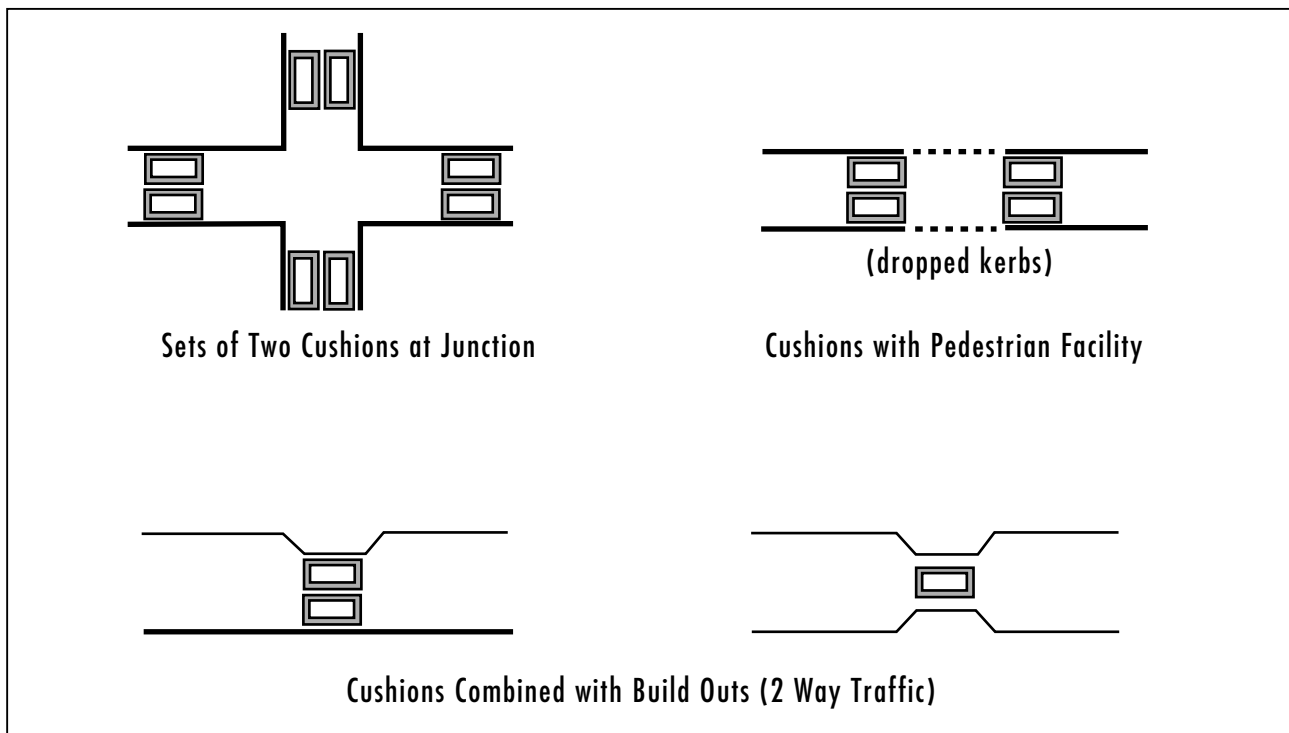 Sets of Two Cushions at Junction
(dropped kerbs)
Cushions with Pedestrian Facility
Cushions Combined with Build Outs (2 Way Traffic)